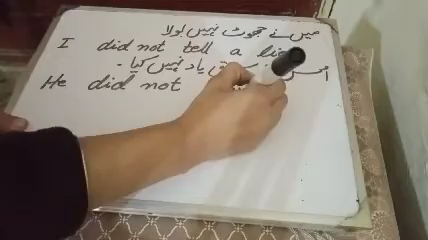 میں نے جھوٹ نہیں بولا
I did not tell a
یاد نہیں کیا ۔
He did not